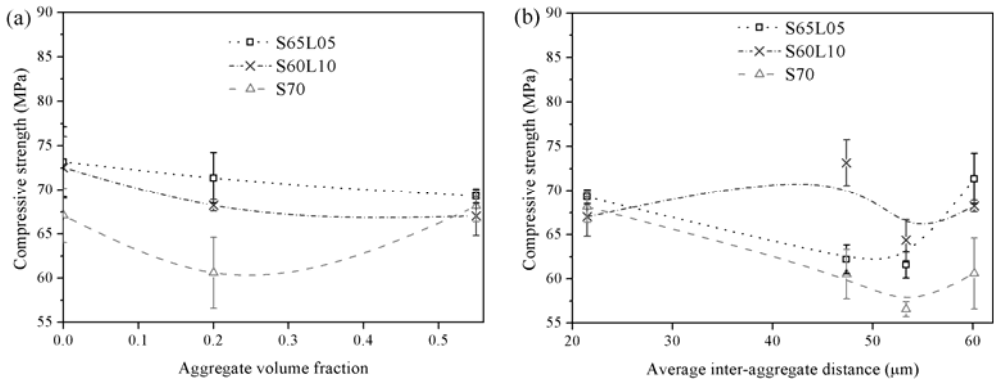 (a)
S65L05
S60L10
S70
Compressive strength (MPa)
90
85
80
75
70
65
60
55
0.0 0.1 0.2 0.3 0.4 0.5
Aggregate volume fraction
(b)
S65L05
S60L10
S70
Compressive strength (MPa)
90
85
80
75
70
65
60
55
20 30 40 50 60
Average inter-aggregate distance (μm)